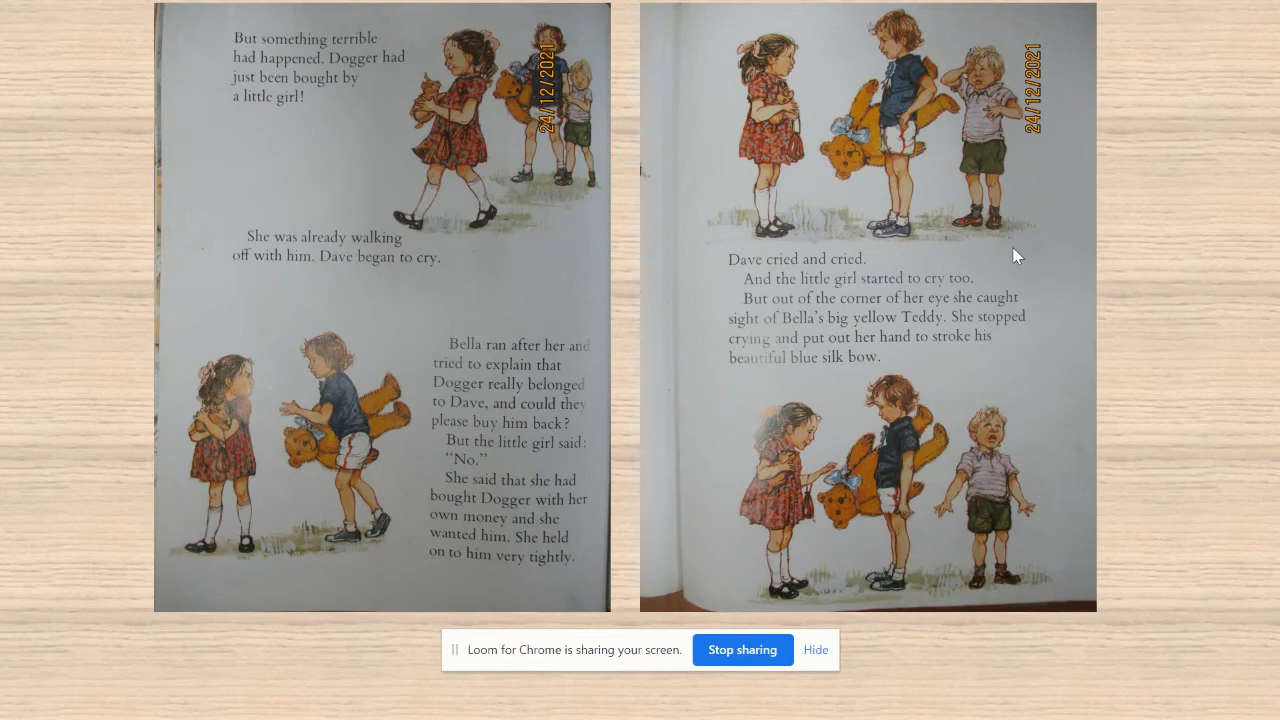 But something terrible
had happened. Dogger had
just been bought by
a little girl!
24/12/2021
She was already walking
off with him. Dave began to cry.
Bella ran after her and
tried to explain that
Dogger really belonged
to Dave, and could they
please buy him back?
But the little girl said:
“No.”
She said that she had
bought Dogger with her
own money and she
wanted him. She held
on to him very tightly.
24/12/2021
Dave cried and cried.
And the little girl started to cry too.
But out of the corner of her eye she caught
sight of Bella’s big yellow Teddy. She stopped
crying and put out her hand to stroke his
beautiful blue silk bow.
Loom for Chrome is sharing your screen.
Stop sharing
Hide